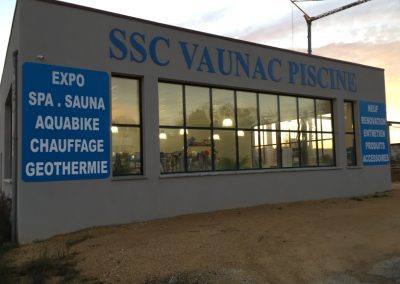 SSC VAUNAC PISCINE
EXPO
SPA . SAUNA
AQUABIKE
CHAUFFAGE
GEOTHERMIE
NEUF
RENOVATION
ENTRETIEN
PRODUITS
ACCESSOIRES